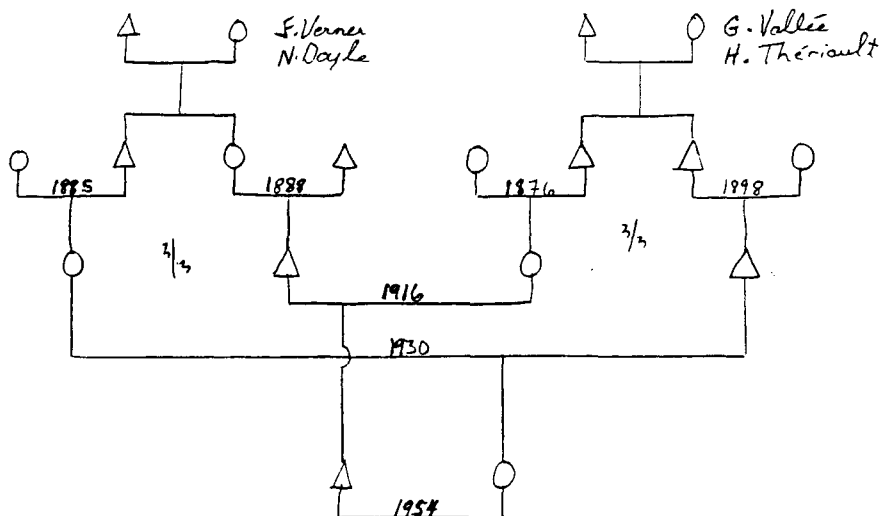 F. Verner
N. Doyle
G. Vallée
H. Thériault
1885
1888
1876
1898
3/3
3/3
1916
1930
1954